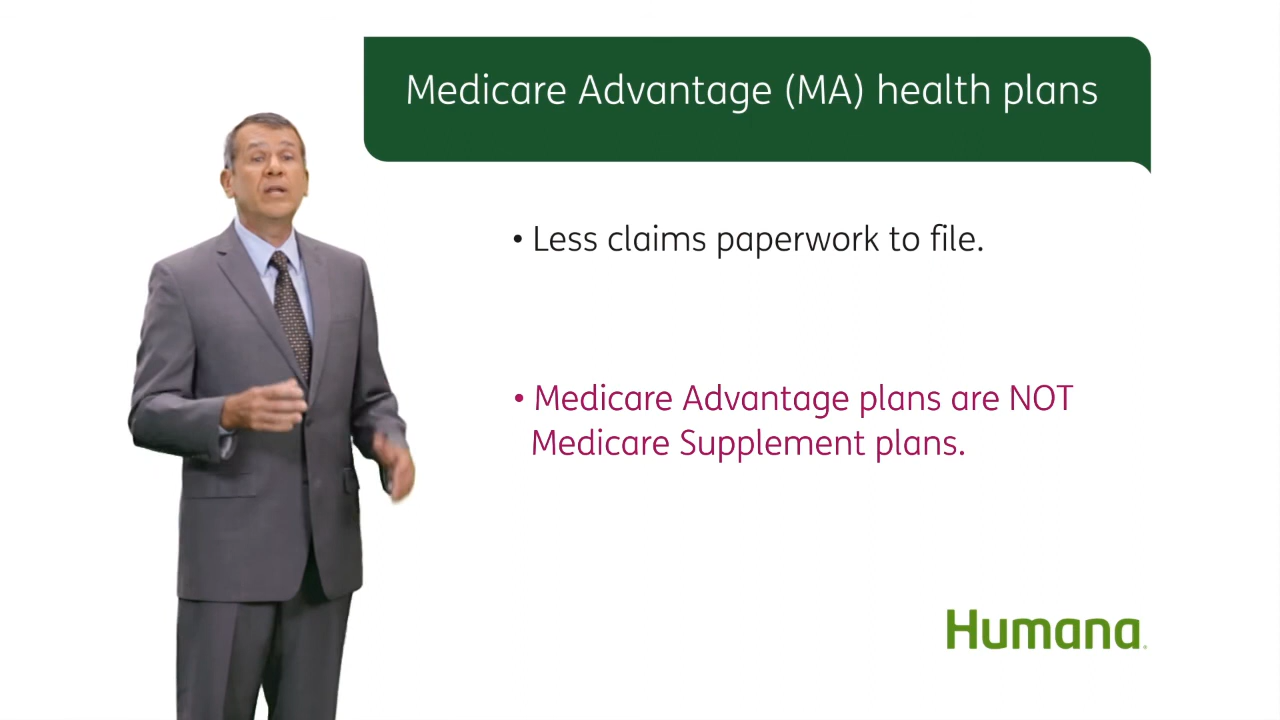 Medicare Advantage (MA) health plans
• Less claims paperwork to file.
• Medicare Advantage plans are NOT
Medicare Supplement plans.
Humana